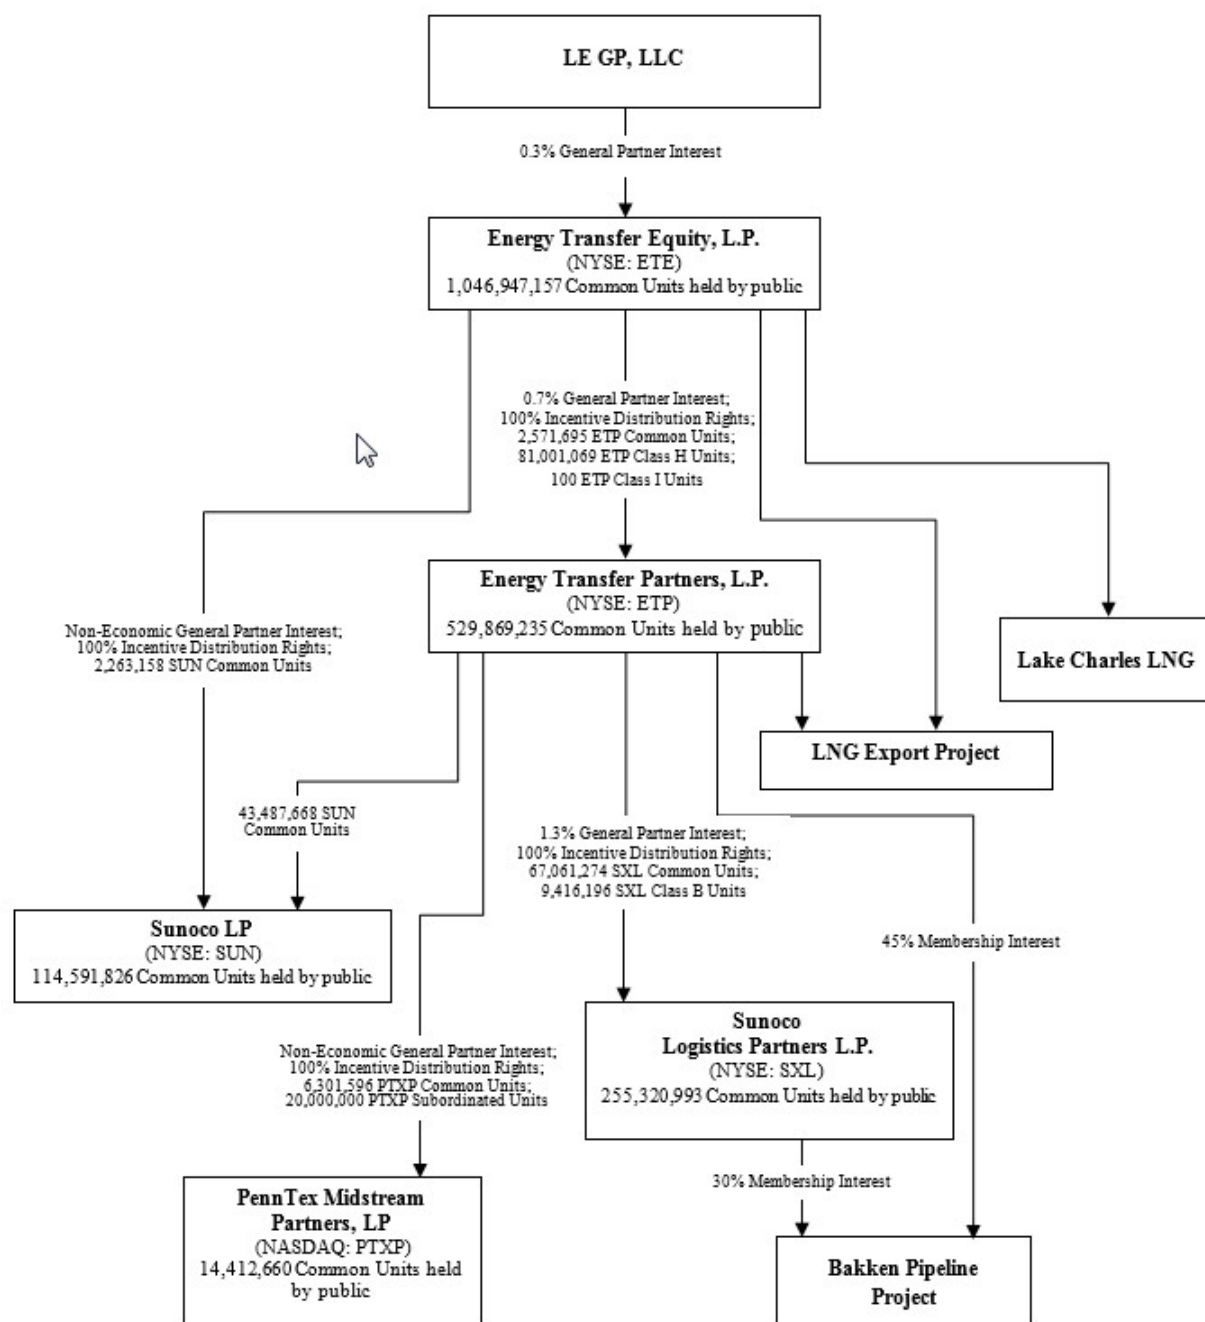 LE GP, LLC
0.3% General Partner Interest
Energy Transfer Equity, L.P.
(NYSE: ETE)
1,046,947,157 Common Units held by public
0.7% General Partner Interest;
100% Incentive Distribution Rights;
2,571,695 ETP Common Units;
81,001,069 ETP Class H Units;
100 ETP Class I Units
Energy Transfer Partners, L.P.
(NYSE: ETP)
529,869,235 Common Units held by public
Non-Economic General Partner Interest;
100% Incentive Distribution Rights;
2,263,158 SUN Common Units
Lake Charles LNG
LNG Export Project
43,487,668 SUN
Common Units
1.3% General Partner Interest;
100% Incentive Distribution Rights;
67,061,274 SXL Common Units;
9,416,196 SXL Class B Units
Sunoco LP
(NYSE: SUN)
114,591,826 Common Units held by public
45% Membership Interest
Sunoco
Logistics Partners L.P.
(NYSE: SXL)
255,320,993 Common Units held by public
Non-Economic General Partner Interest;
100% Incentive Distribution Rights;
6,301,596 PTXP Common Units;
20,000,000 PTXP Subordinated Units
30% Membership Interest
PennTex Midstream
Partners, LP
(NASDAQ: PTXP)
14,412,660 Common Units held
by public
Bakken Pipeline
Project